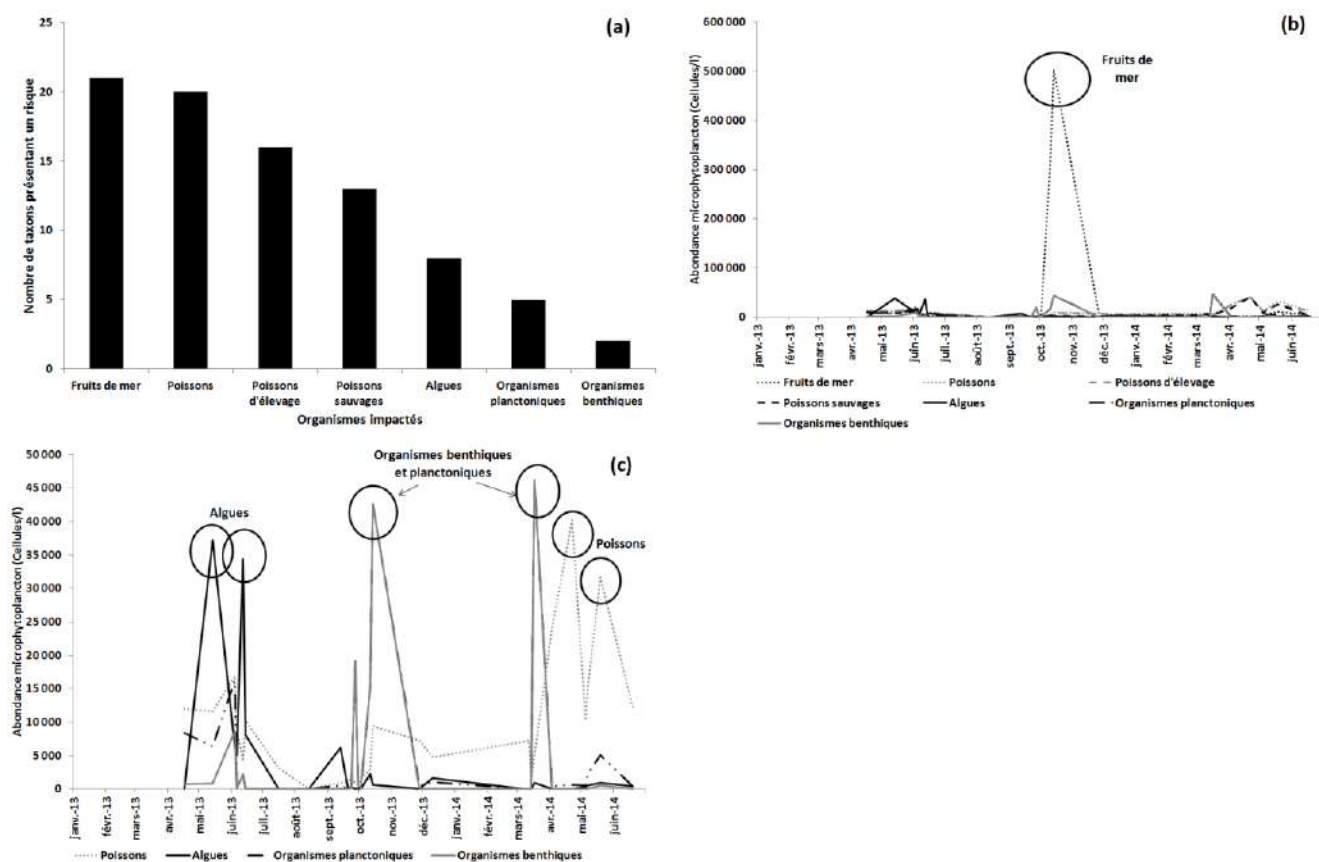 (a)
Nombre de taxons présentant un risque
25
20
15
10
5
0
Fruits de mer
Poissons
Poissons
d'élevage
Poissons
sauvages
Algues
Organismes
planctoniques
Organismes
benthiques
Organismes impactés
(b)
Abondance microphytoplancton (Cellules/l)
600 000
500 000
400 000
300 000
200 000
100 000
0
Fruits de
mer
janv.-13
févr.-13
mars-13
avr.-13
mai-13
juin-13
juil.-13
août-13
sept.-13
oct.-13
nov.-13
déc.-13
janv.-14
févr.-14
mars-14
avr.-14
mai-14
juin-14
Fruits de mer
Poissons
Poissons d'élevage
Poissons sauvages
Algues
Organismes planctoniques
Organismes benthiques
(c)
Abondance microphytoplancton (Cellules/l)
50 000
45 000
40 000
35 000
30 000
25 000
20 000
15 000
10 000
5 000
0
Organismes benthiques
et planctoniques
Algues
Poissons
janv.-13
févr.-13
mars-13
avr.-13
mai-13
juin-13
juil.-13
août-13
sept.-13
oct.-13
nov.-13
déc.-13
janv.-14
févr.-14
mars-14
avr.-14
mai-14
juin-14
Poissons
Algues
Organismes planctoniques
Organismes benthiques